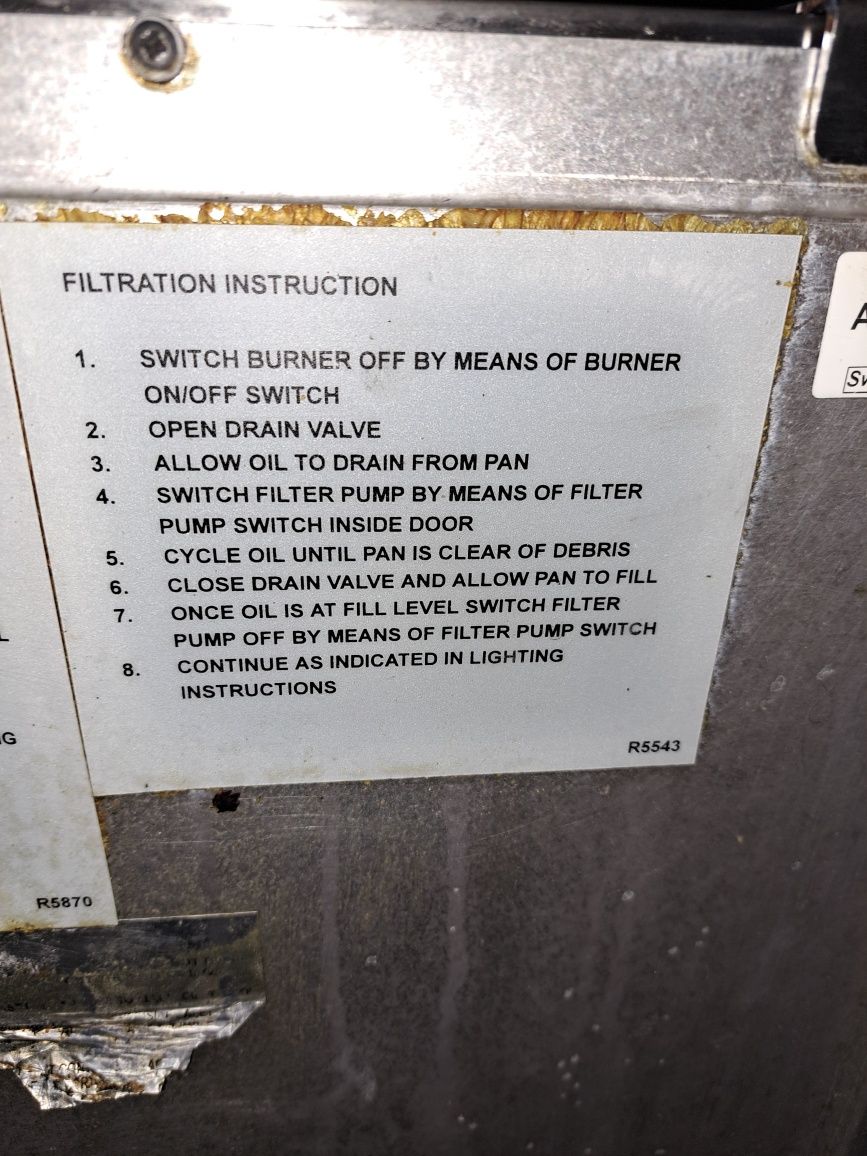 FILTRATION INSTRUCTION
1. SWITCH BURNER OFF BY MEANS OF BURNER
ON/OFF SWITCH
2. OPEN DRAIN VALVE
3. ALLOW OIL TO DRAIN FROM PAN
4. SWITCH FILTER PUMP BY MEANS OF FILTER
PUMP SWITCH INSIDE DOOR
5. CYCLE OIL UNTIL PAN IS CLEAR OF DEBRIS
6. CLOSE DRAIN VALVE AND ALLOW PAN TO FILL
7. ONCE OIL IS AT FILL LEVEL SWITCH FILTER
PUMP OFF BY MEANS OF FILTER PUMP SWITCH
8. CONTINUE AS INDICATED IN LIGHTING
INSTRUCTIONS
R5543
R5870